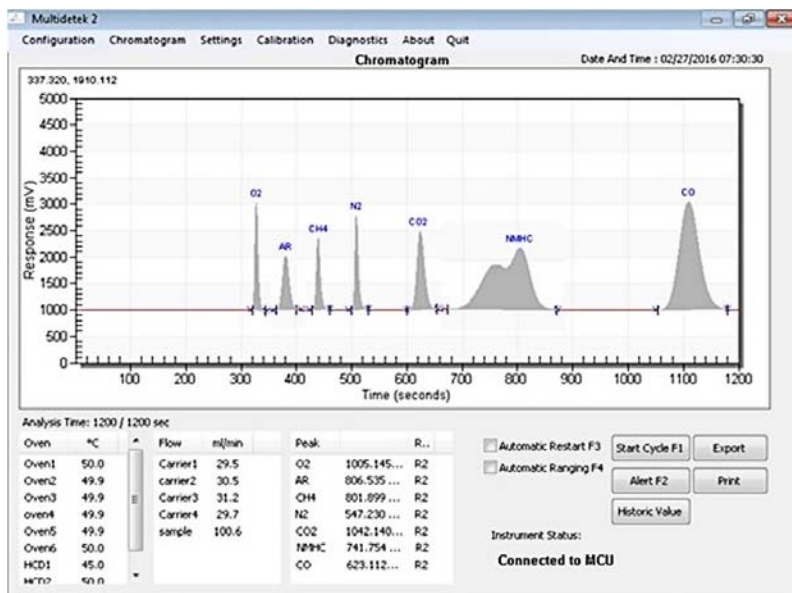 Multidetek 2
Configuration Chromatogram Settings Calibration Diagnostics About Quit
Chromatogram Date And Time : 02/27/2016 07:30:30
337.320, 1910.112
5000
4500
4000
3500
3000
2500
2000
1500
1000
500
0
Response (mV)
O2 AR CH4 N2 CO2 NMHC CO
100 200 300 400 500 600 700 800 900 1000 1100 1200
Time (seconds)
Analysis Time: 1200 / 1200 sec
Oven °C
Oven1 50.0
Oven2 49.9
Oven3 49.9
oven4 49.9
Oven5 49.9
Oven6 50.0
HCD1 45.0
HCD2 50.0
Flow ml/min
Carrier1 29.5
carrier2 30.5
Carrier3 31.2
Carrier4 29.7
sample 100.6
Peak R..
O2 1005.145... R2
AR 806.535 ... R2
CH4 801.899 ... R2
N2 547.230 ... R2
CO2 1042.140... R2
NMHC 741.754 ... R2
CO 623.112... R2
Automatic Restart F3
Automatic Ranging F4
Start Cycle F1 Export
Alert F2 Print
Historic Value
Instrument Status:
Connected to MCU